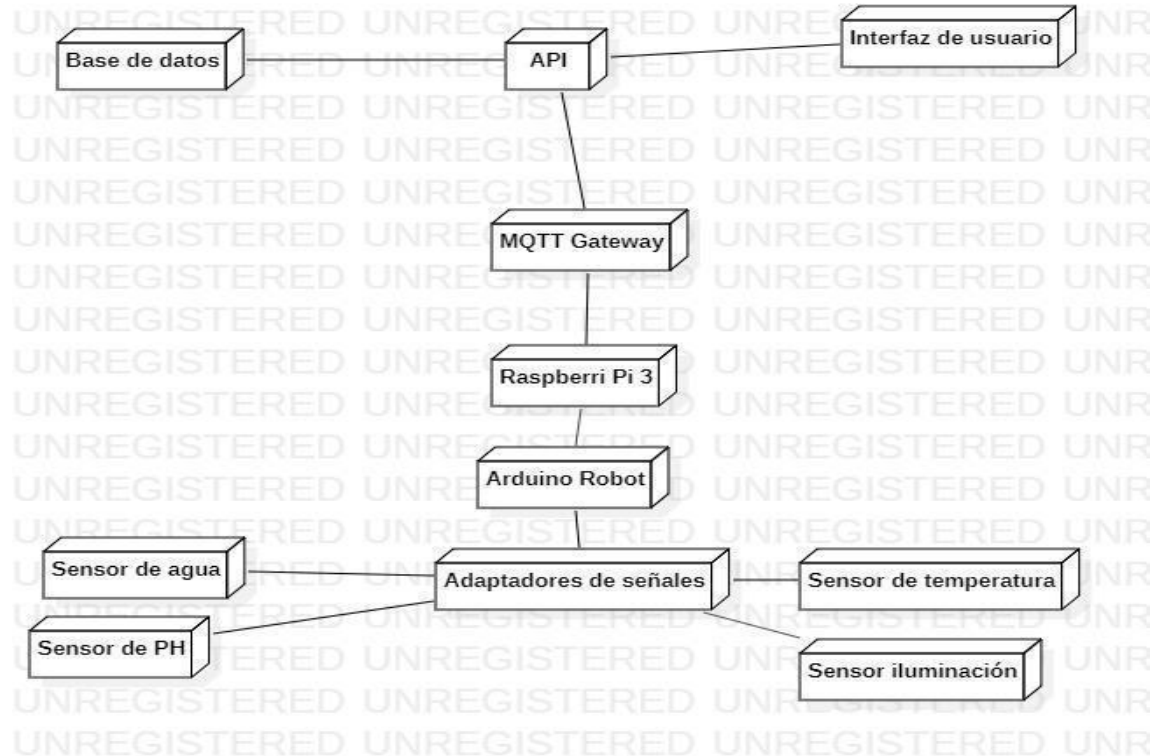 Base de datos
API
Interfaz de usuario
MQTT Gateway
Raspberri Pi 3
Arduino Robot
Sensor de agua
Adaptadores de señales
Sensor de temperatura
Sensor de PH
Sensor iluminación
UNREGISTERED